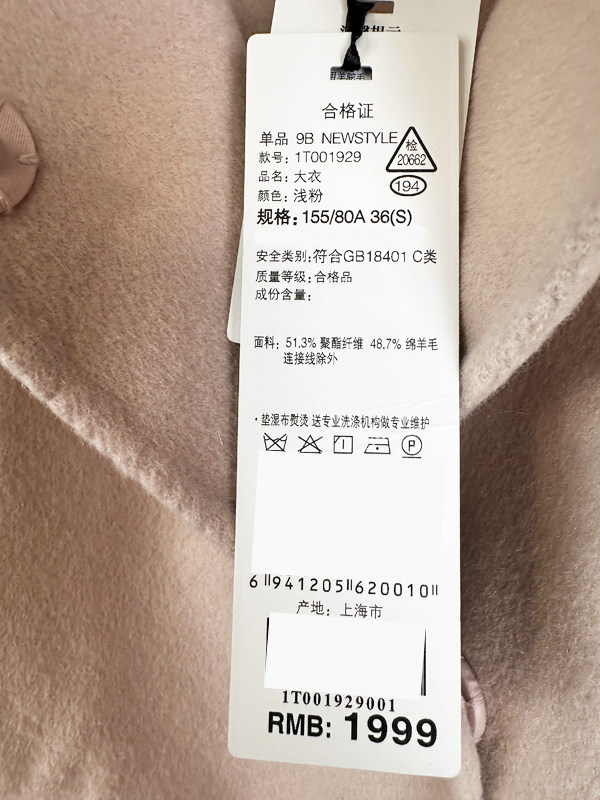 合格证
单品 9B NEWSTYLE
检
20662
款号: 1T001929
194
品名: 大衣
颜色: 浅粉
规格: 155/80A 36(S)
安全类别:符合GB18401 C类
质量等级:合格品
成份含量:
面料: 51.3% 聚酯纤维 48.7% 绵羊毛
连接线除外
·垫湿布熨烫 送专业洗涤机构做专业维护
P
6 941205 620010
产地: 上海市
1T001929001
RMB: 1999